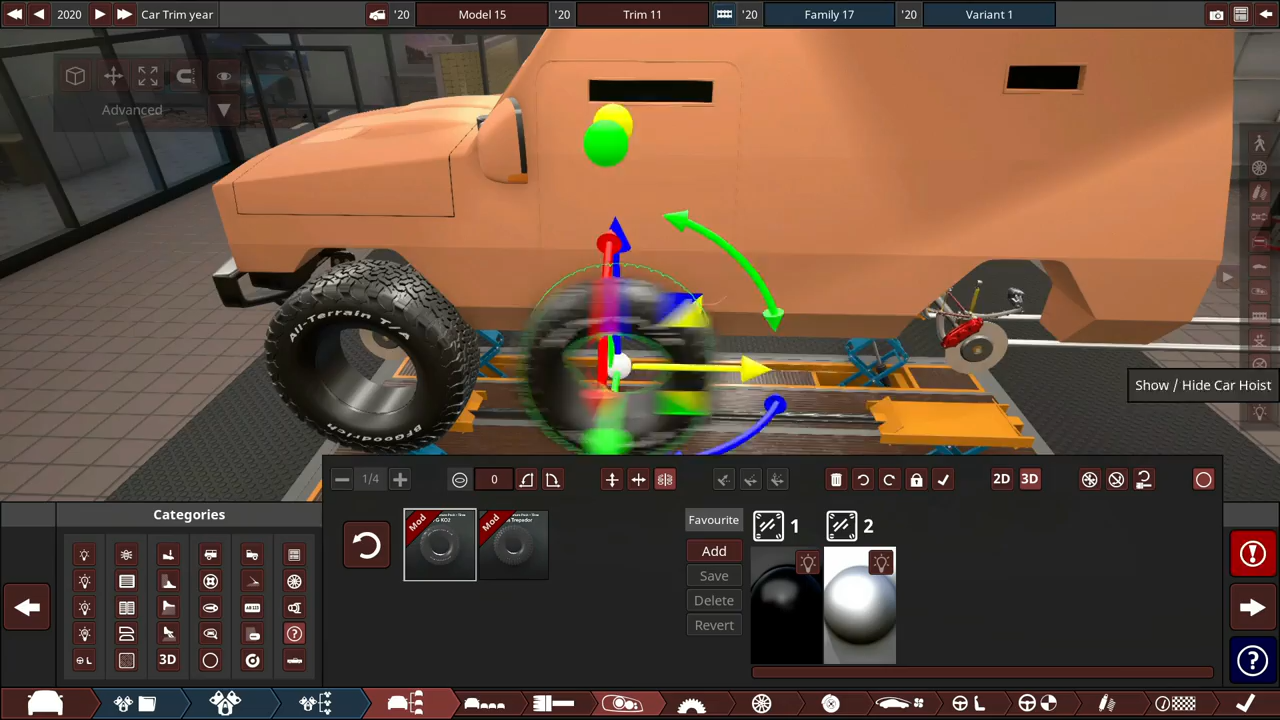 2020
Car Trim year
'20
Model 15
'20
Trim 11
'20
Family 17
'20
Variant 1
Advanced
All-Terrain T/A
BFGoodrich
Show / Hide Car Hoist
1/4
0
2D
3D
Categories
Mod
KO2
Mod
Trepador
Favourite
Add
Save
Delete
Revert
1
2
3D
L
L